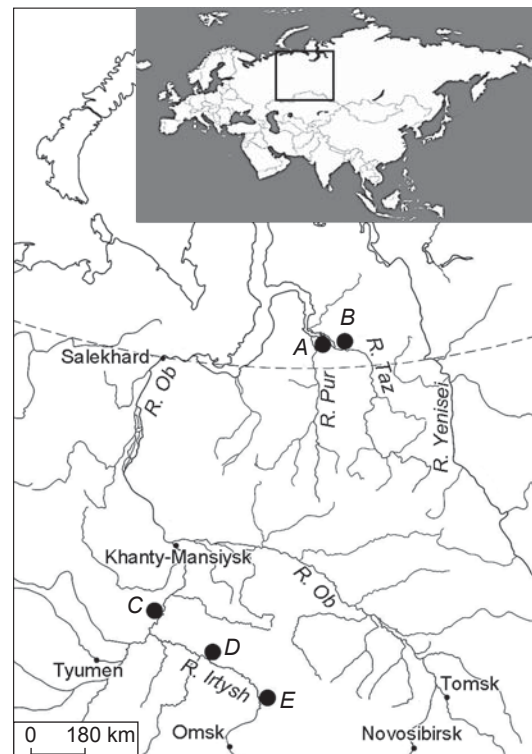 A
B
Salekhard
R. Ob
R. Pur
R. Taz
R. Yenisei
Khanty-Mansiysk
R. Ob
C
D
Tyumen
R. Irtysh
E
Tomsk
0 180 km
Omsk
Novosibirsk